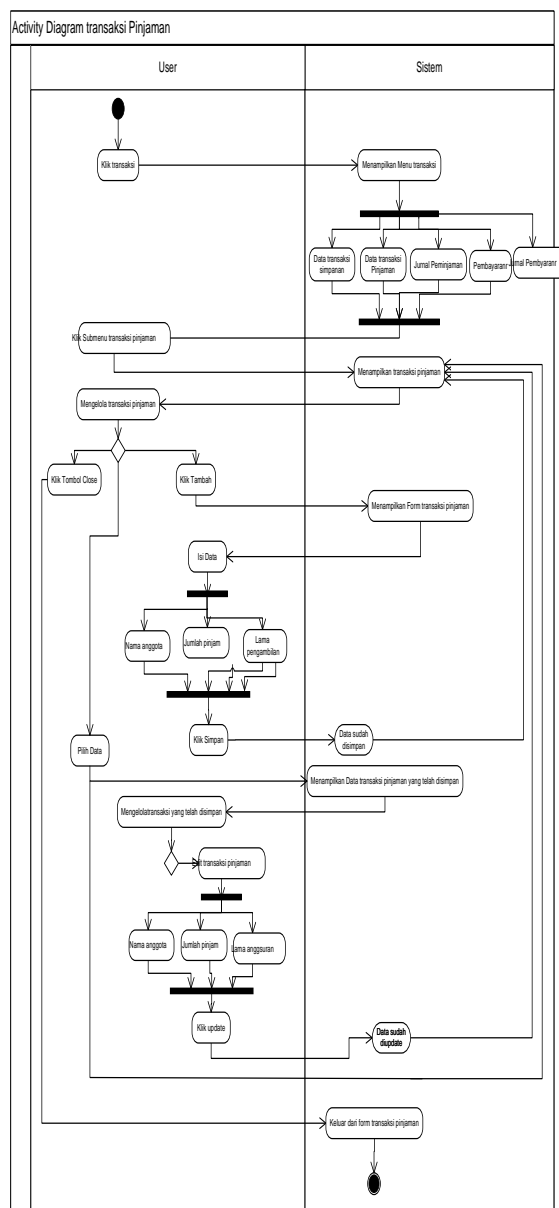 Activity Diagram transaksi Pinjaman
User
Sistem
Klik transaksi
Menampilkan Menu transaksi
Data transaksi
simpanan
Data transaksi
Pinjaman
Jurnal Peminjaman
Pembayaranr
Jurnal Pembyaranr
Klik Submenu transaksi pinjaman
Menampilkan transaksi pinjaman
Mengelola transaksi pinjaman
Klik Tombol Close
Klik Tambah
Menampilkan Form transaksi pinjaman
Isi Data
Nama anggota
Jumlah pinjam
Lama
pengambilan
Klik Simpan
Data sudah
disimpan
Pilih Data
Menampilkan Data transaksi pinjaman yang telah disimpan
Mengelolatransaksi yang telah disimpan
transaksi pinjaman
Nama anggota
Jumlah pinjam
Lama anggsuran
Klik update
Data sudah
diupdate
Keluar dari form transaksi pinjaman